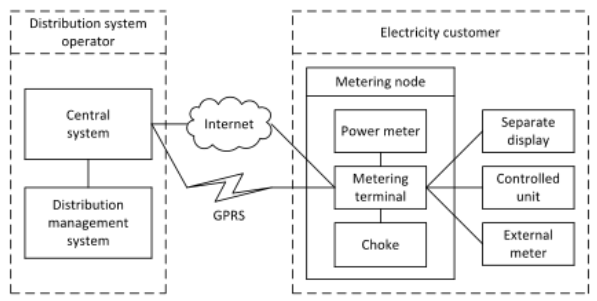 Distribution system
operator
Electricity customer
Central
system
Distribution
management
system
Internet
GPRS
Metering node
Power meter
Metering
terminal
Choke
Separate
display
Controlled
unit
External
meter